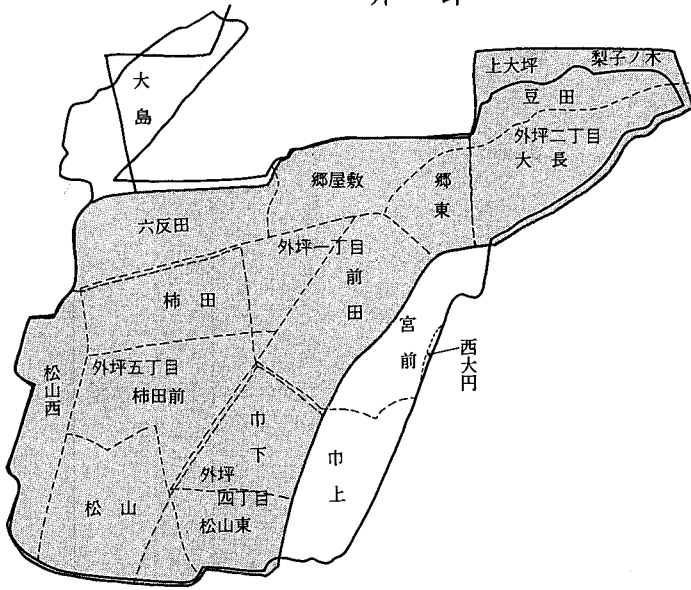 大島
上大坪
梨子ノ木
豆田
外坪二丁目
大長
郷屋敷
郷東
六反田
外坪一丁目
前田
柿田
宮前
西大円
松山西
外坪五丁目
柿田前
巾下
巾上
外坪
四丁目
松山東
松山